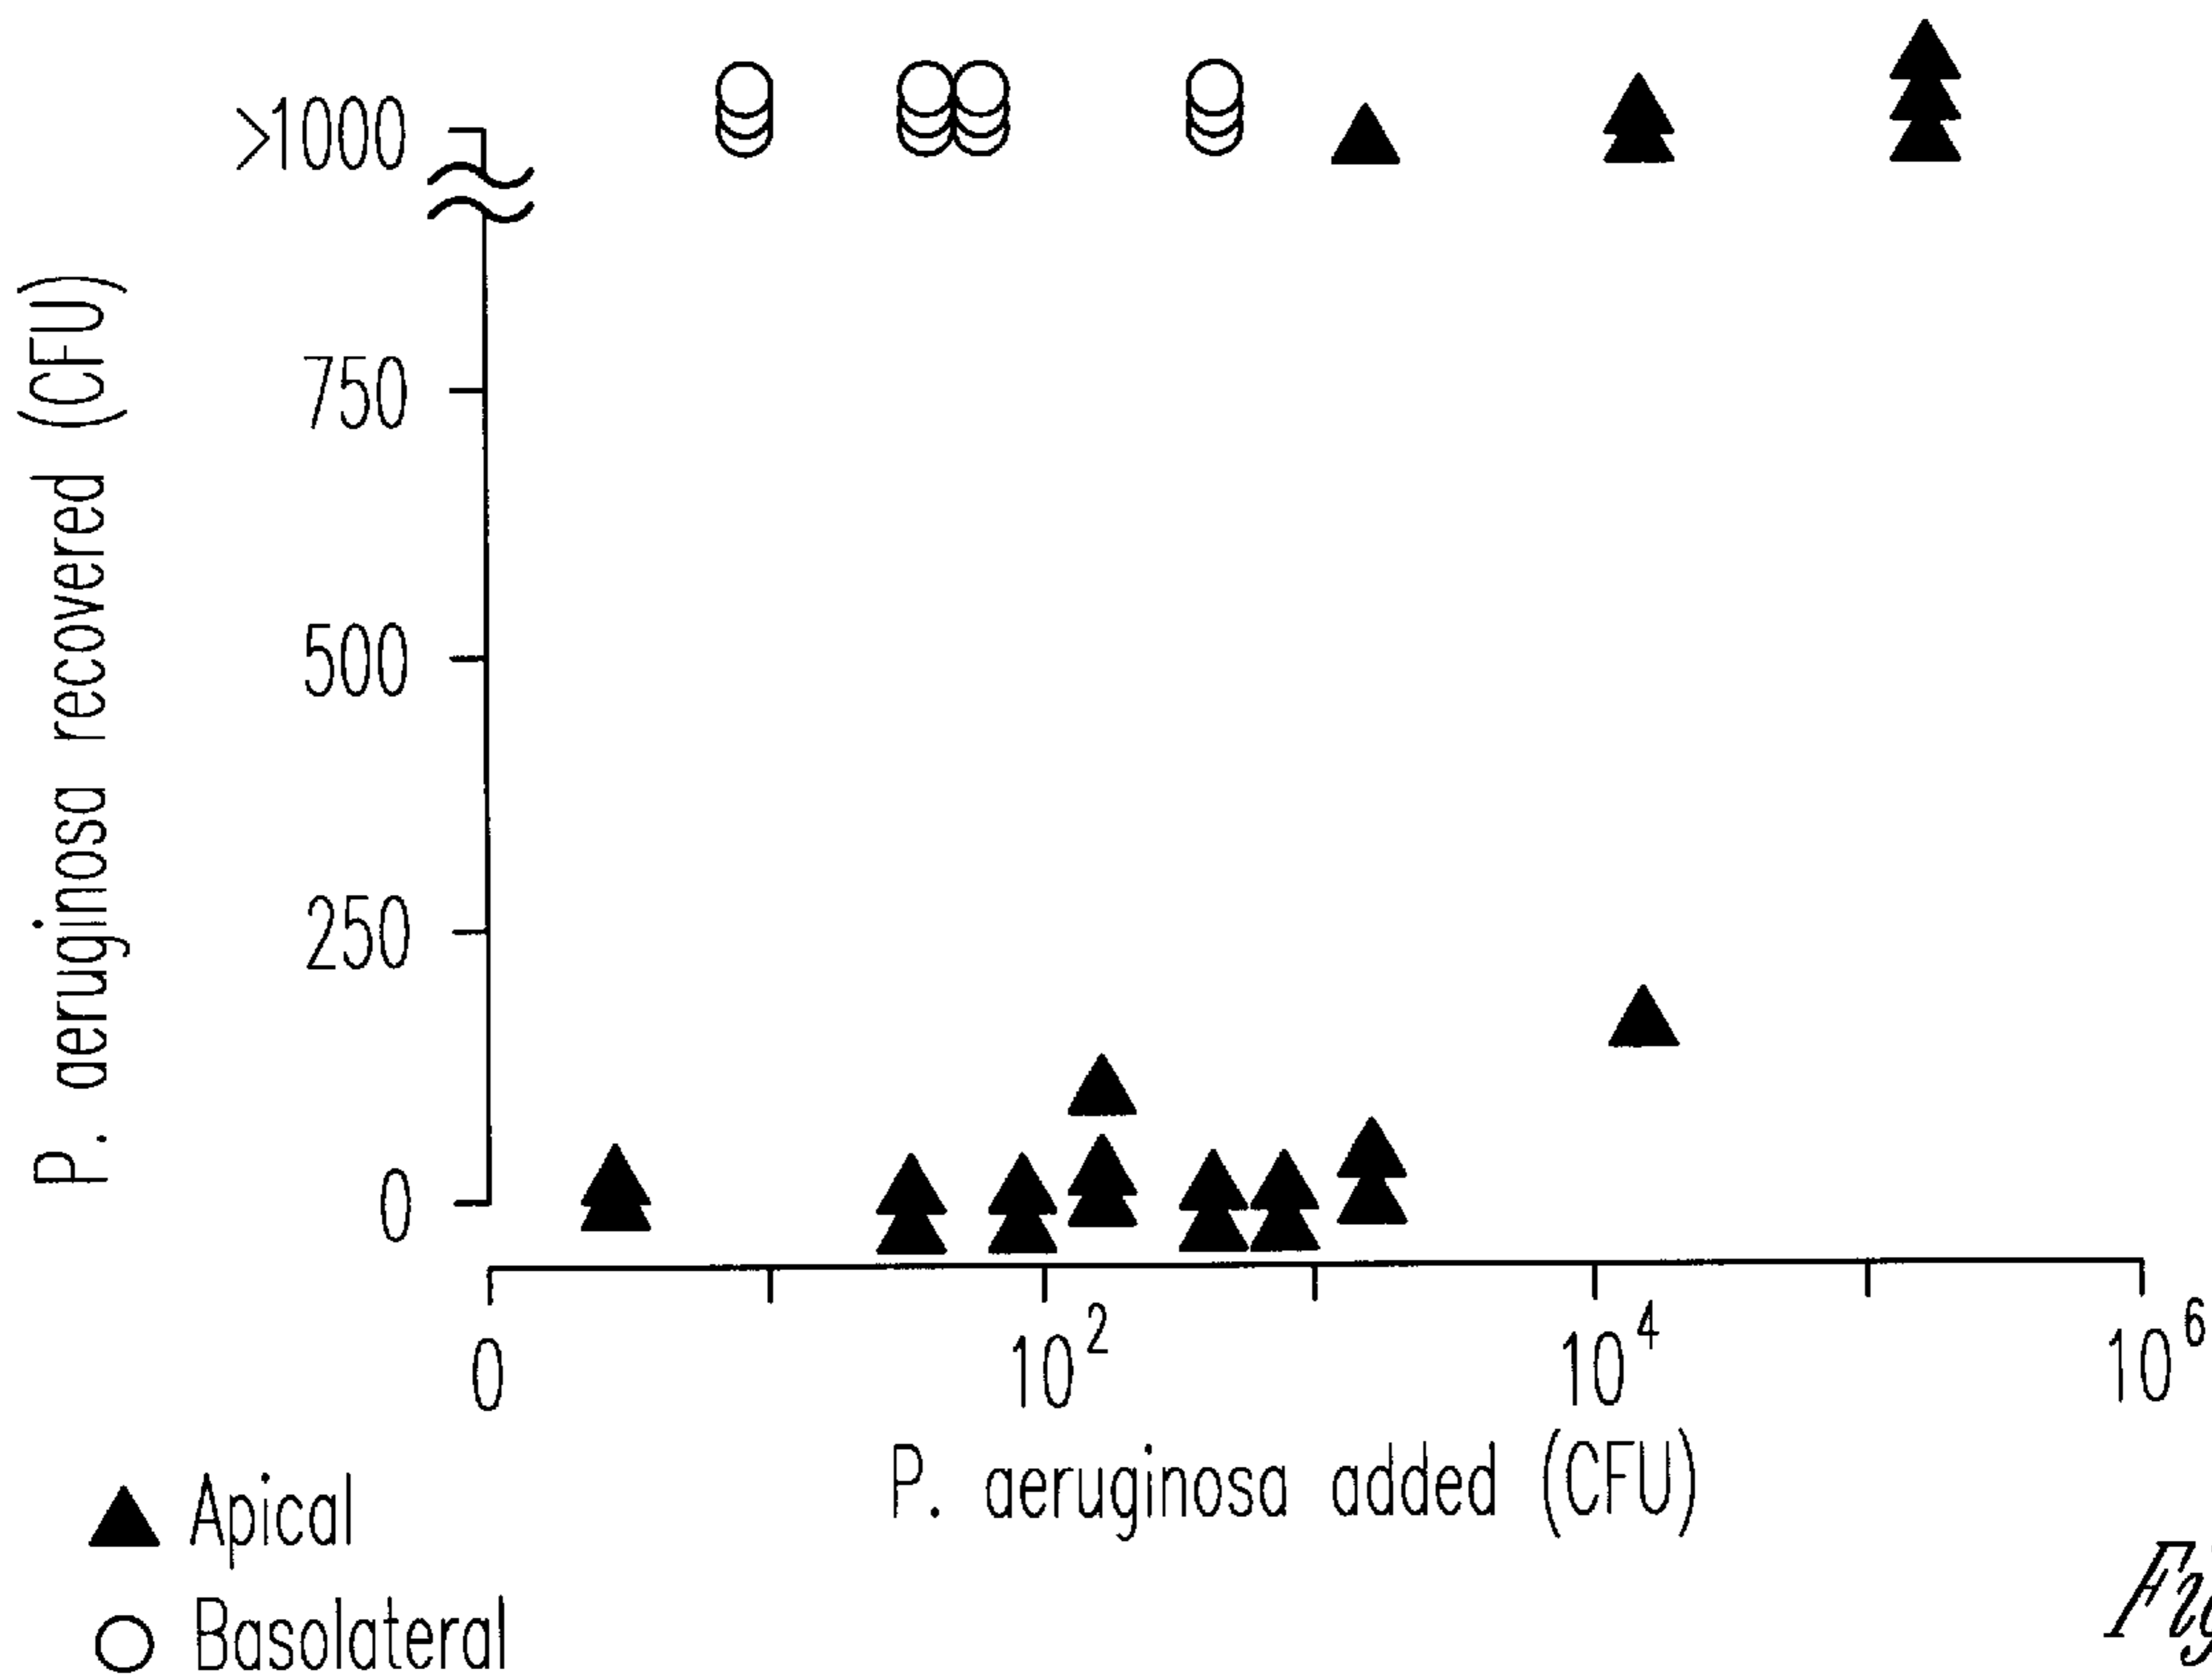 >1000
750
500
250
0
P. aeruginosa recovered (CFU)
0
10²
10⁴
10⁶
P. aeruginosa added (CFU)
Apical
Basolateral